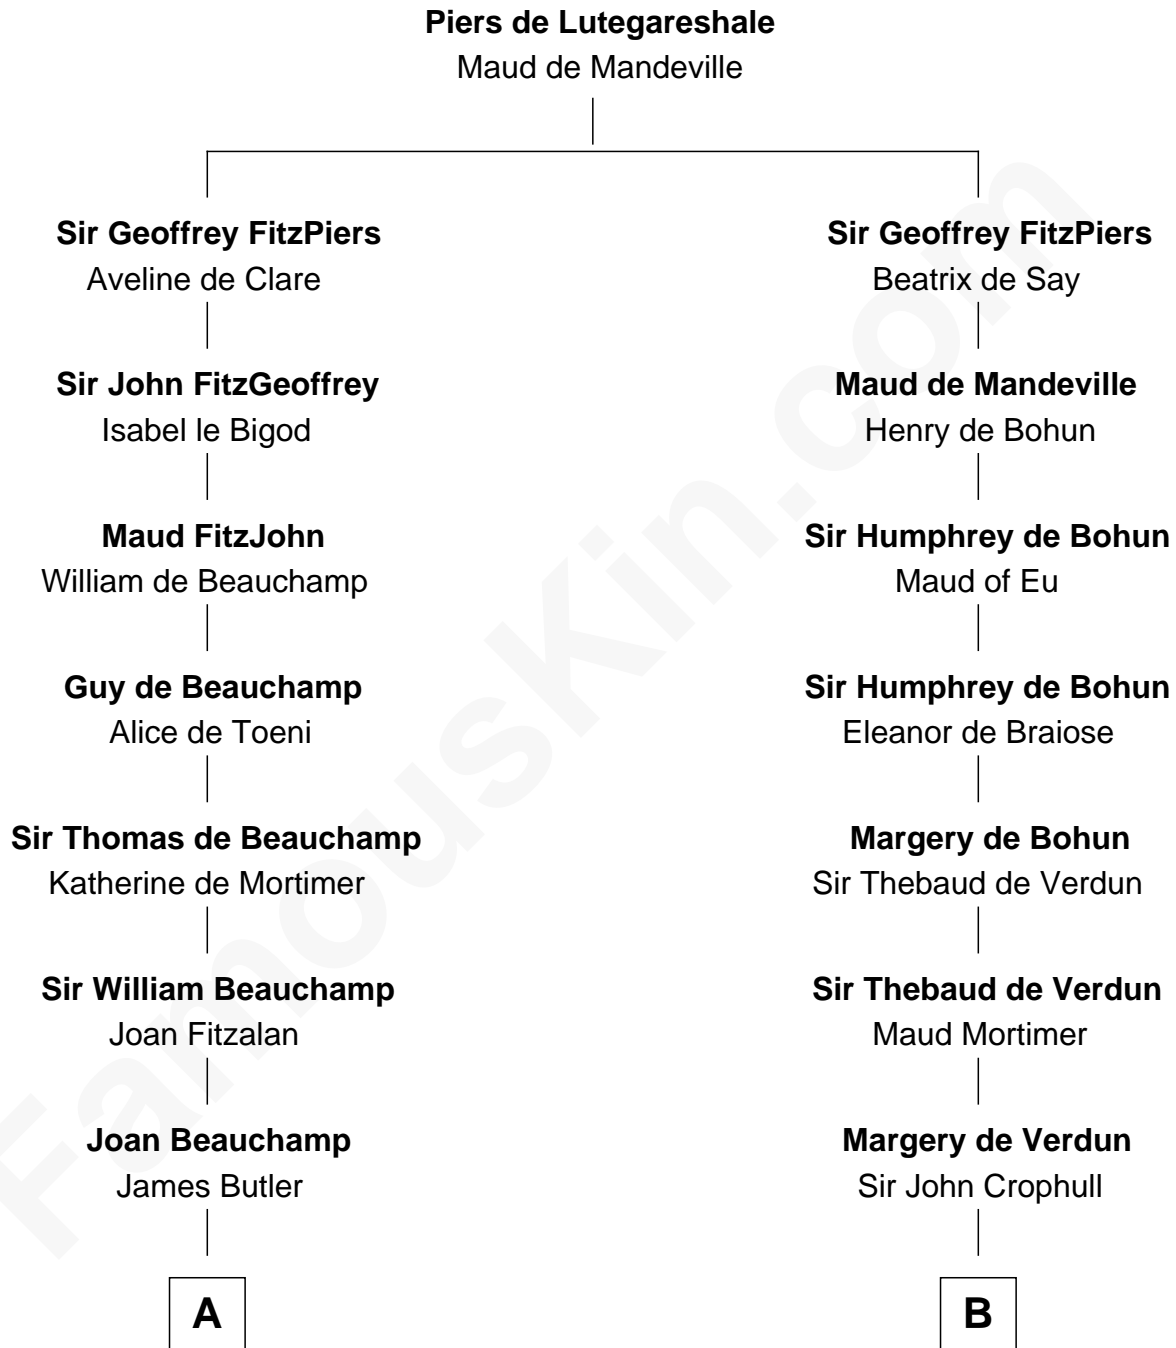 Piers de Lutegareshale
Maud de Mandeville
Sir Geoffrey FitzPiers
Aveline de Clare
Sir John FitzGeoffrey
Isabel le Bigod
Maud FitzJohn
William de Beauchamp
Guy de Beauchamp
Alice de Toeni
Sir Thomas de Beauchamp
Katherine de Mortimer
Sir William Beauchamp
Joan Fitzalan
Joan Beauchamp
James Butler
A
Sir Geoffrey FitzPiers
Beatrix de Say
Maud de Mandeville
Henry de Bohun
Sir Humphrey de Bohun
Maud of Eu
Sir Humphrey de Bohun
Eleanor de Braiose
Margery de Bohun
Sir Thebaud de Verdun
Sir Thebaud de Verdun
Maud Mortimer
Margery de Verdun
Sir John Crophull
B
FamousKin.com